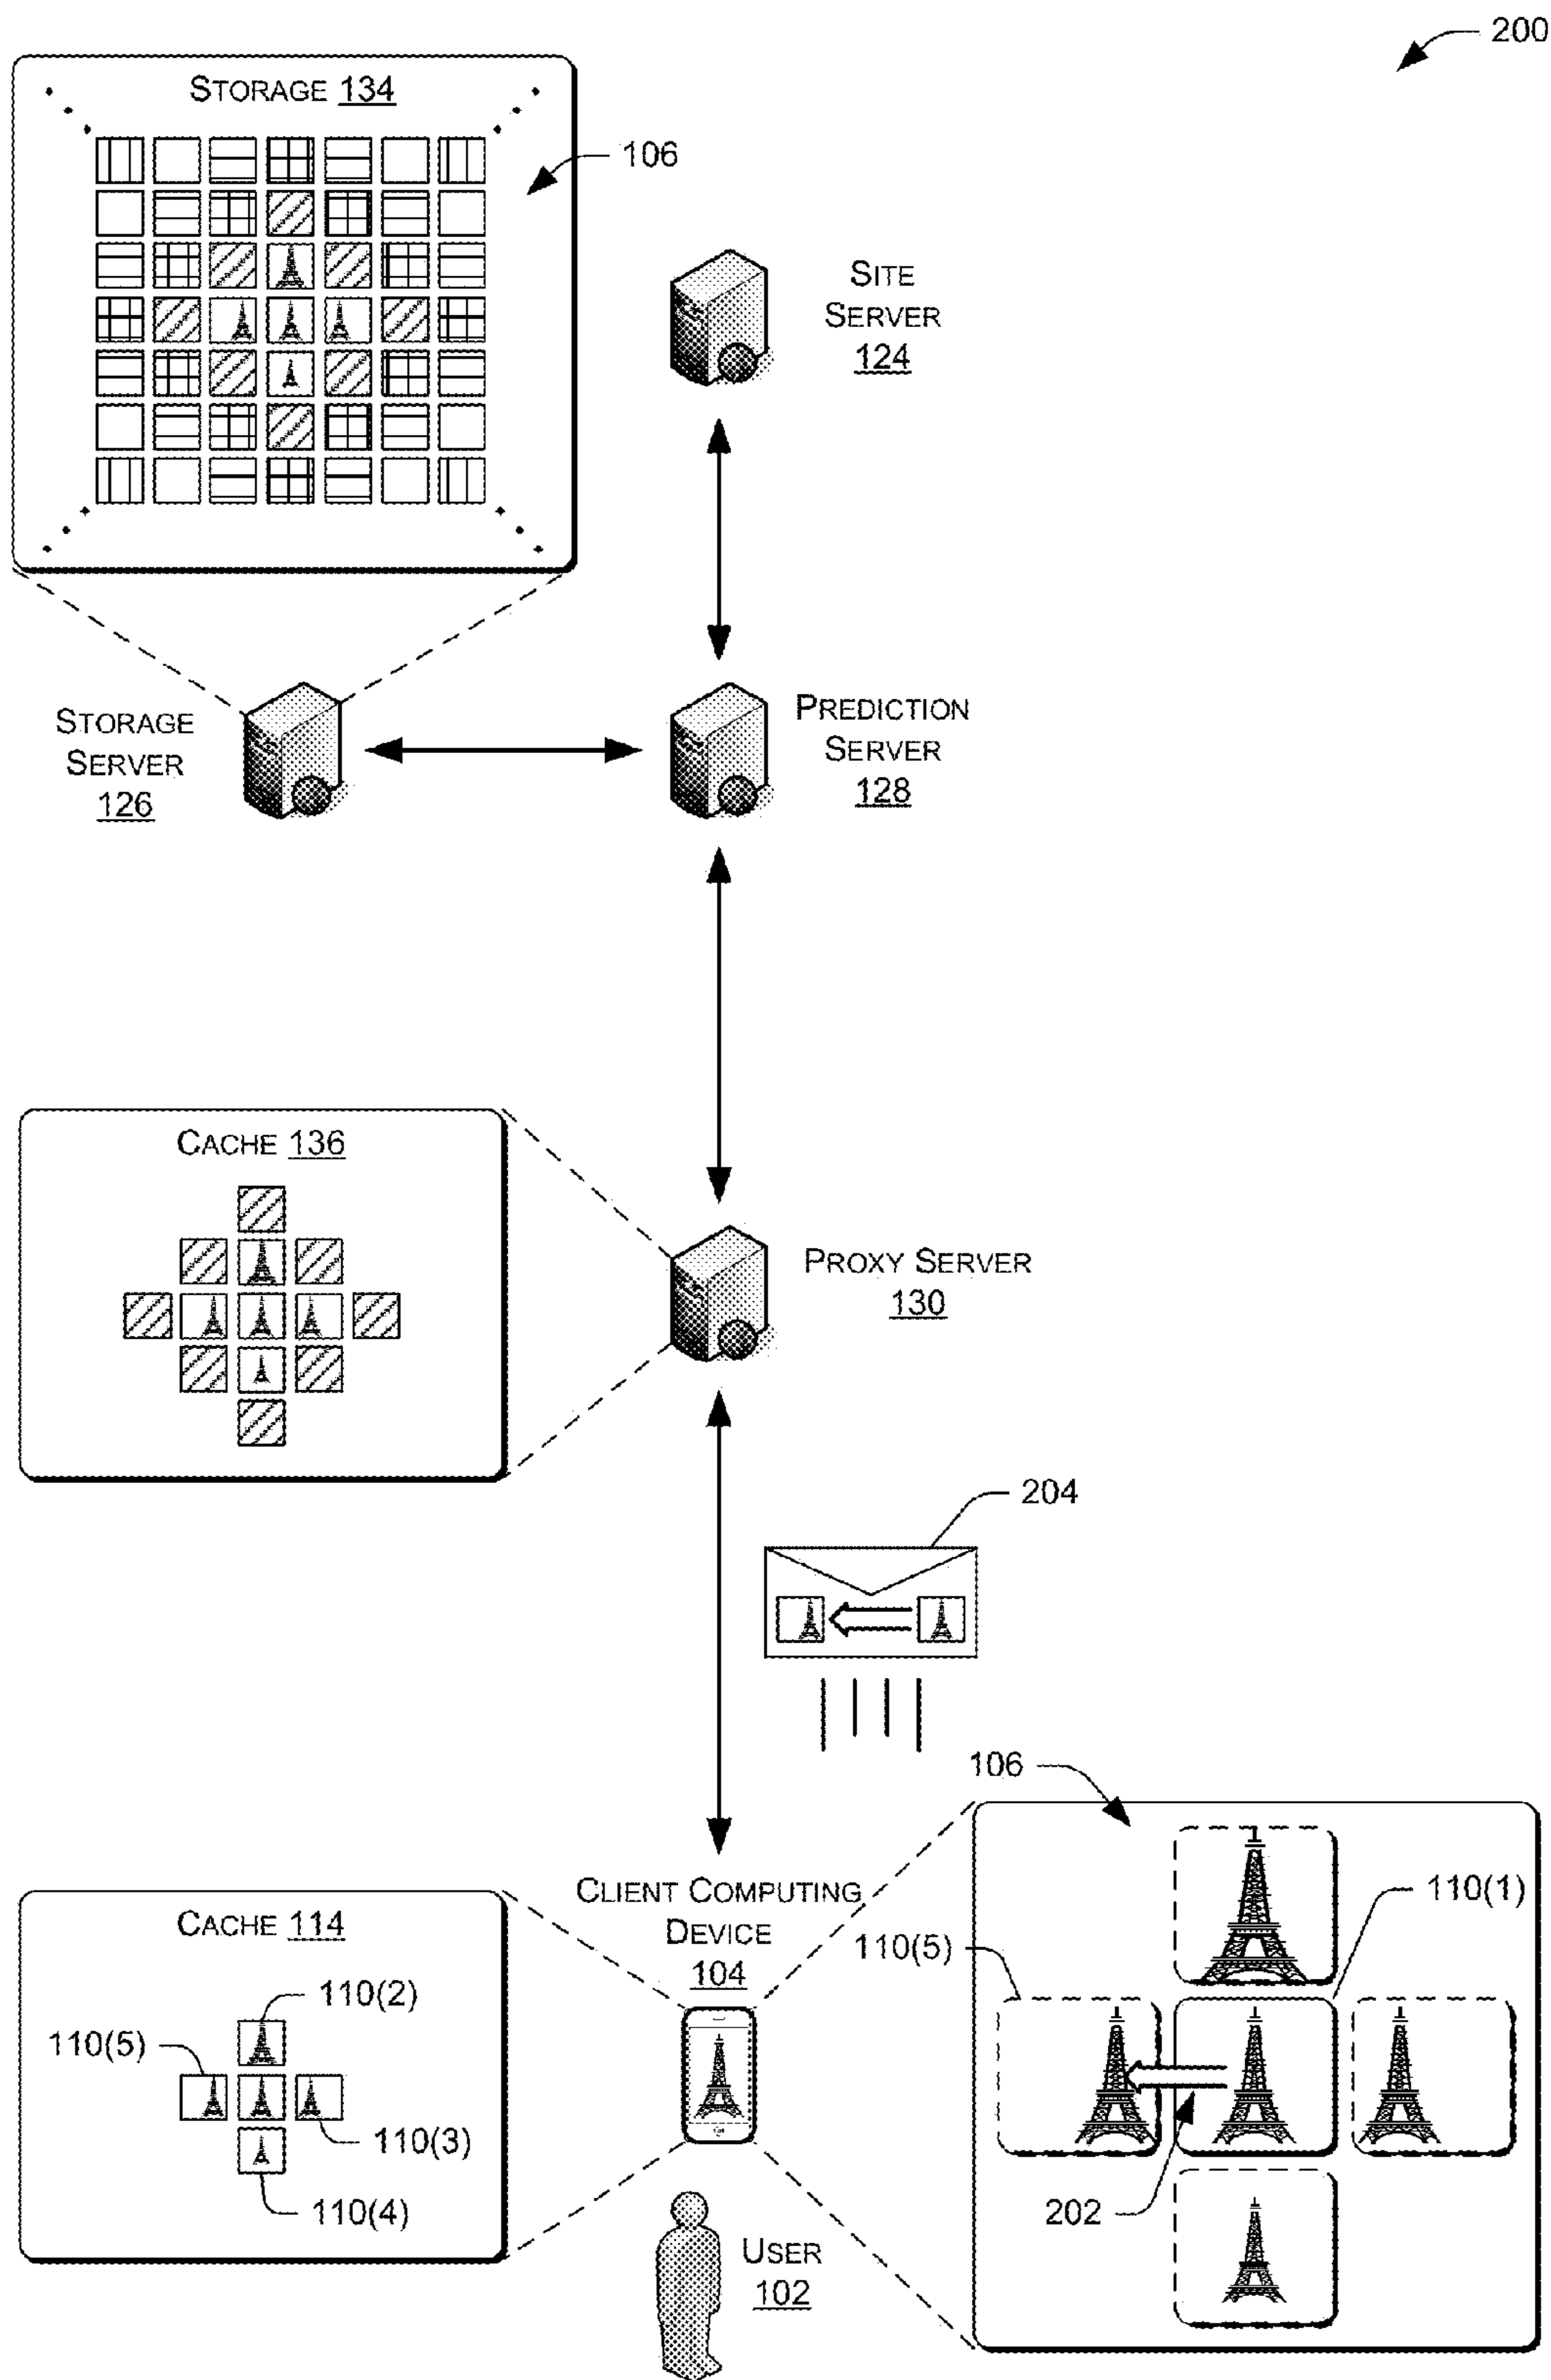 200
STORAGE 134
106
SITE
SERVER
124
STORAGE
SERVER
126
PREDICTION
SERVER
128
CACHE 136
PROXY SERVER
130
204
106
CLIENT COMPUTING
DEVICE
104
CACHE 114
110(2)
110(5)
110(3)
110(4)
110(1)
110(5)
202
USER
102